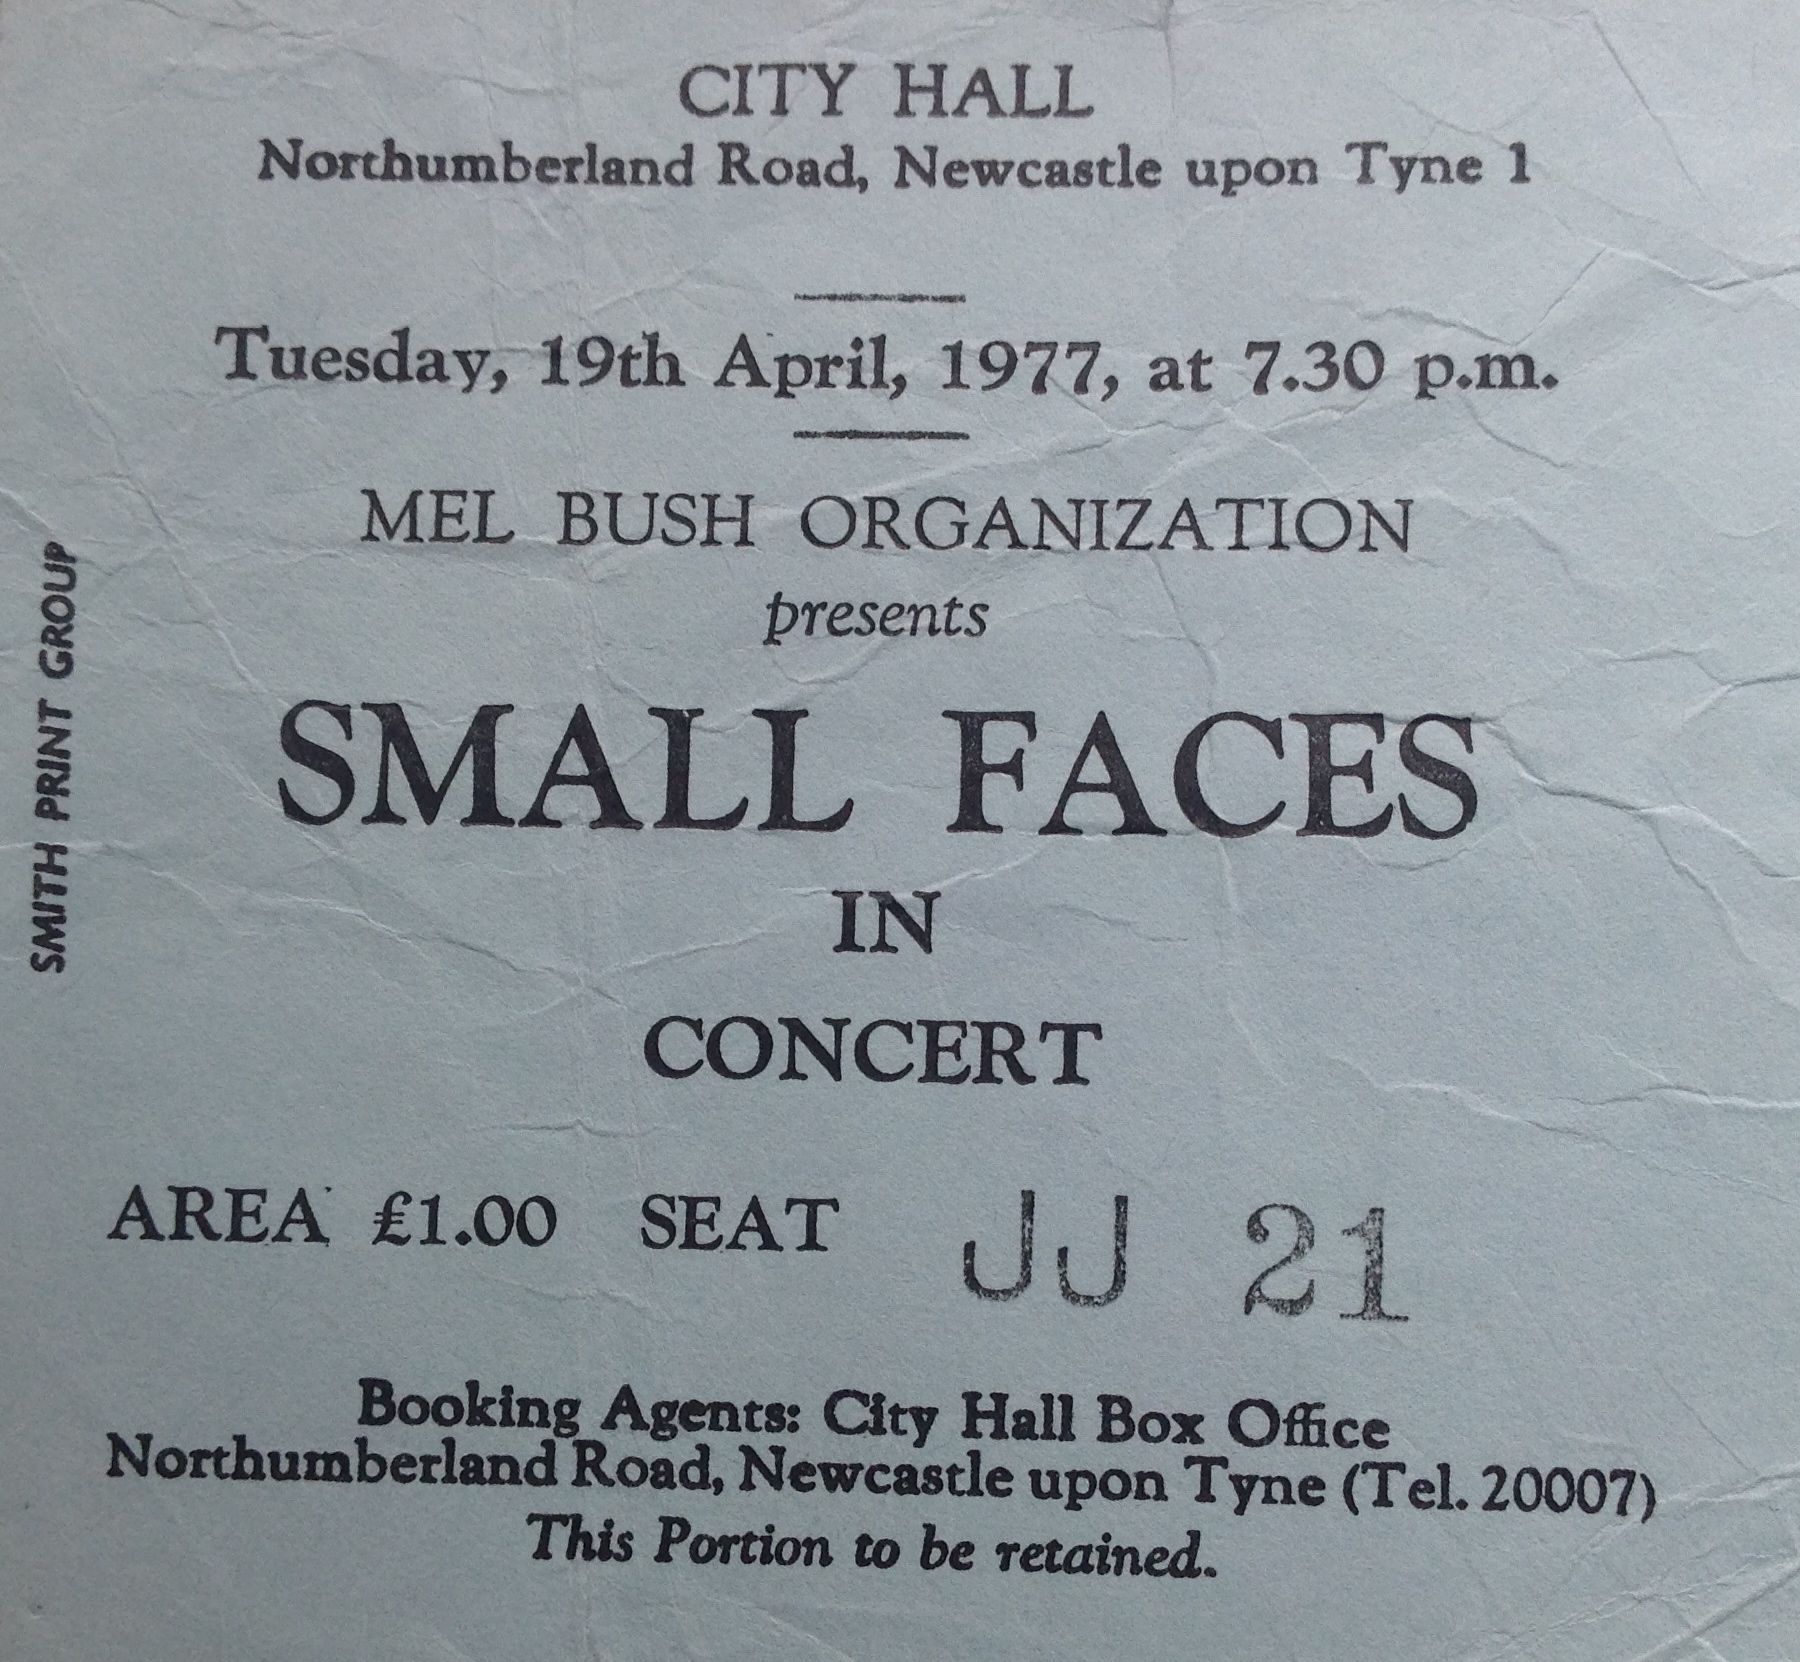 CITY HALL
Northumberland Road, Newcastle upon Tyne 1
Tuesday, 19th April, 1977, at 7.30 p.m.
MEL BUSH ORGANIZATION
presents
SMALL FACES
IN
CONCERT
AREA £1.00 SEAT JJ 21
Booking Agents: City Hall Box Office
Northumberland Road, Newcastle upon Tyne (Tel. 20007)
This Portion to be retained.
SMITH PRINT GROUP